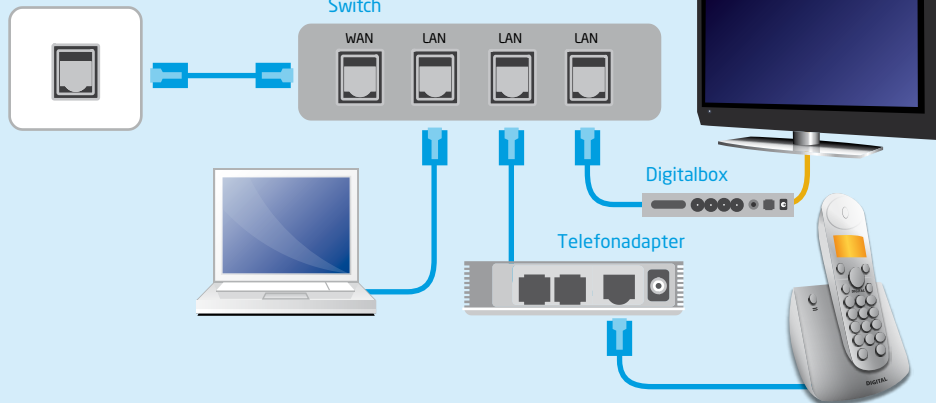 Switch
WAN LAN LAN LAN
Digitalbox
Telefonadapter
DIGITAL